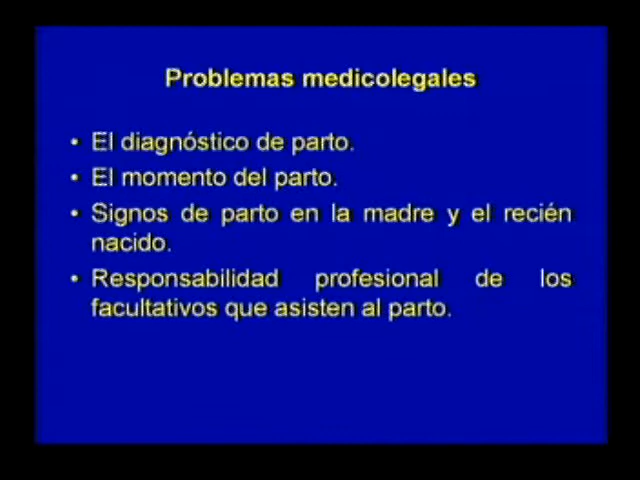 Problemas medicolegales
• El diagnóstico de parto.
• El momento del parto.
• Signos de parto en la madre y el recién
nacido.
• Responsabilidad profesional de los
facultativos que asisten al parto.